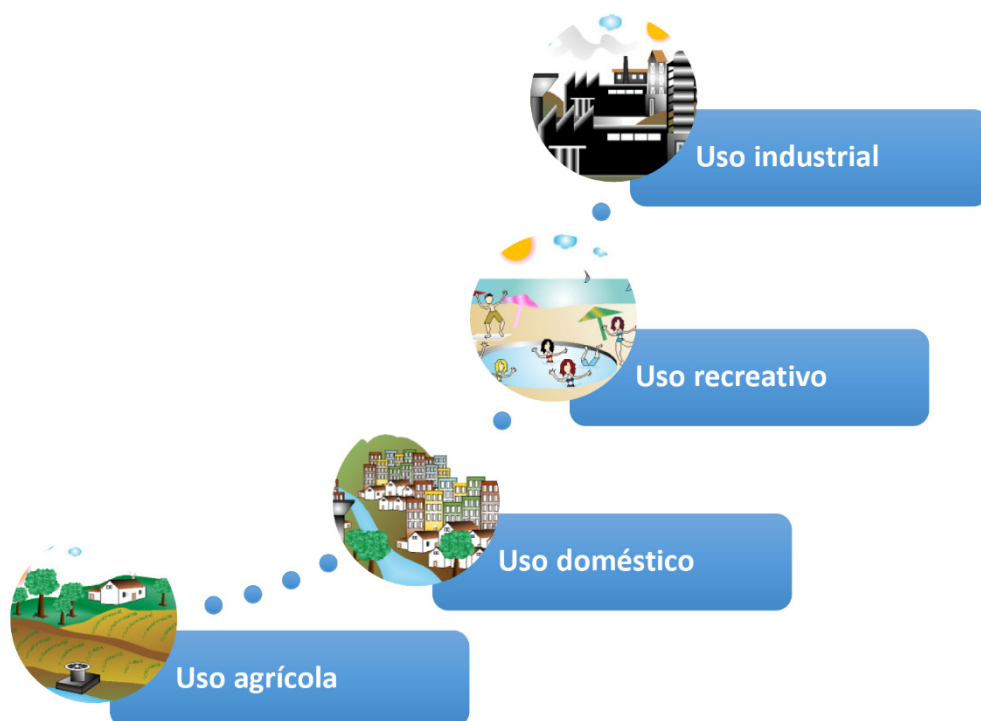 Uso industrial
Uso recreativo
Uso doméstico
Uso agrícola